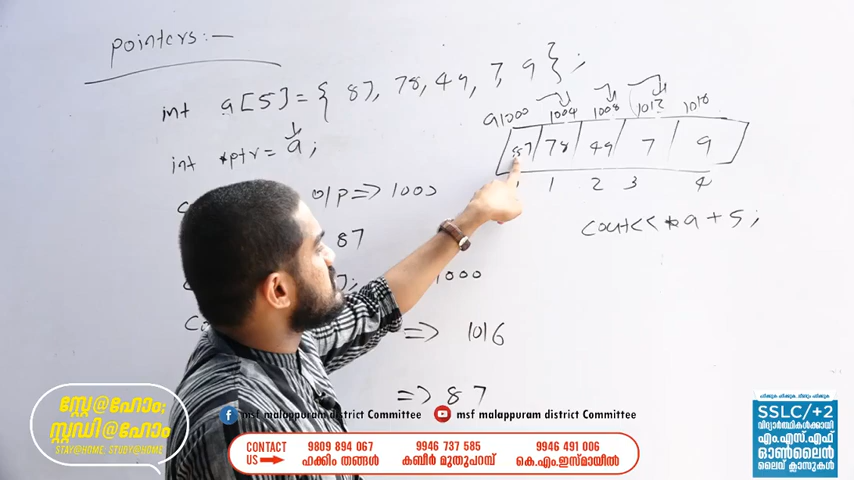 pointers:-
int a[5]={ 87, 78, 49, 7, 9 };
int *ptr = a;
a 1000 1004 1008 1012 1016
87 78 49 7 9
1 2 3 4
o/p => 1000
cout<< *a + 5;
87
1000
=> 1016
=> 87
സ്റ്റേ@ഹോം;
സ്റ്റഡി@ഹോം
STAY@HOME; STUDY@HOME
msf malappuram district Committee
msf malappuram district Committee
CONTACT US
9809 894 067
ഹക്കിം തങ്ങൾ
9946 737 585
കബീർ മുതുപറമ്പ്
9946 491 006
കെ.എം.ഇസ്മായീൽ
SSLC/+2
വിദ്യാർത്ഥികൾക്കായി
എം.എസ്.എഫ്
ഓൺലൈൻ
ലൈവ് ക്ലാസുകൾ